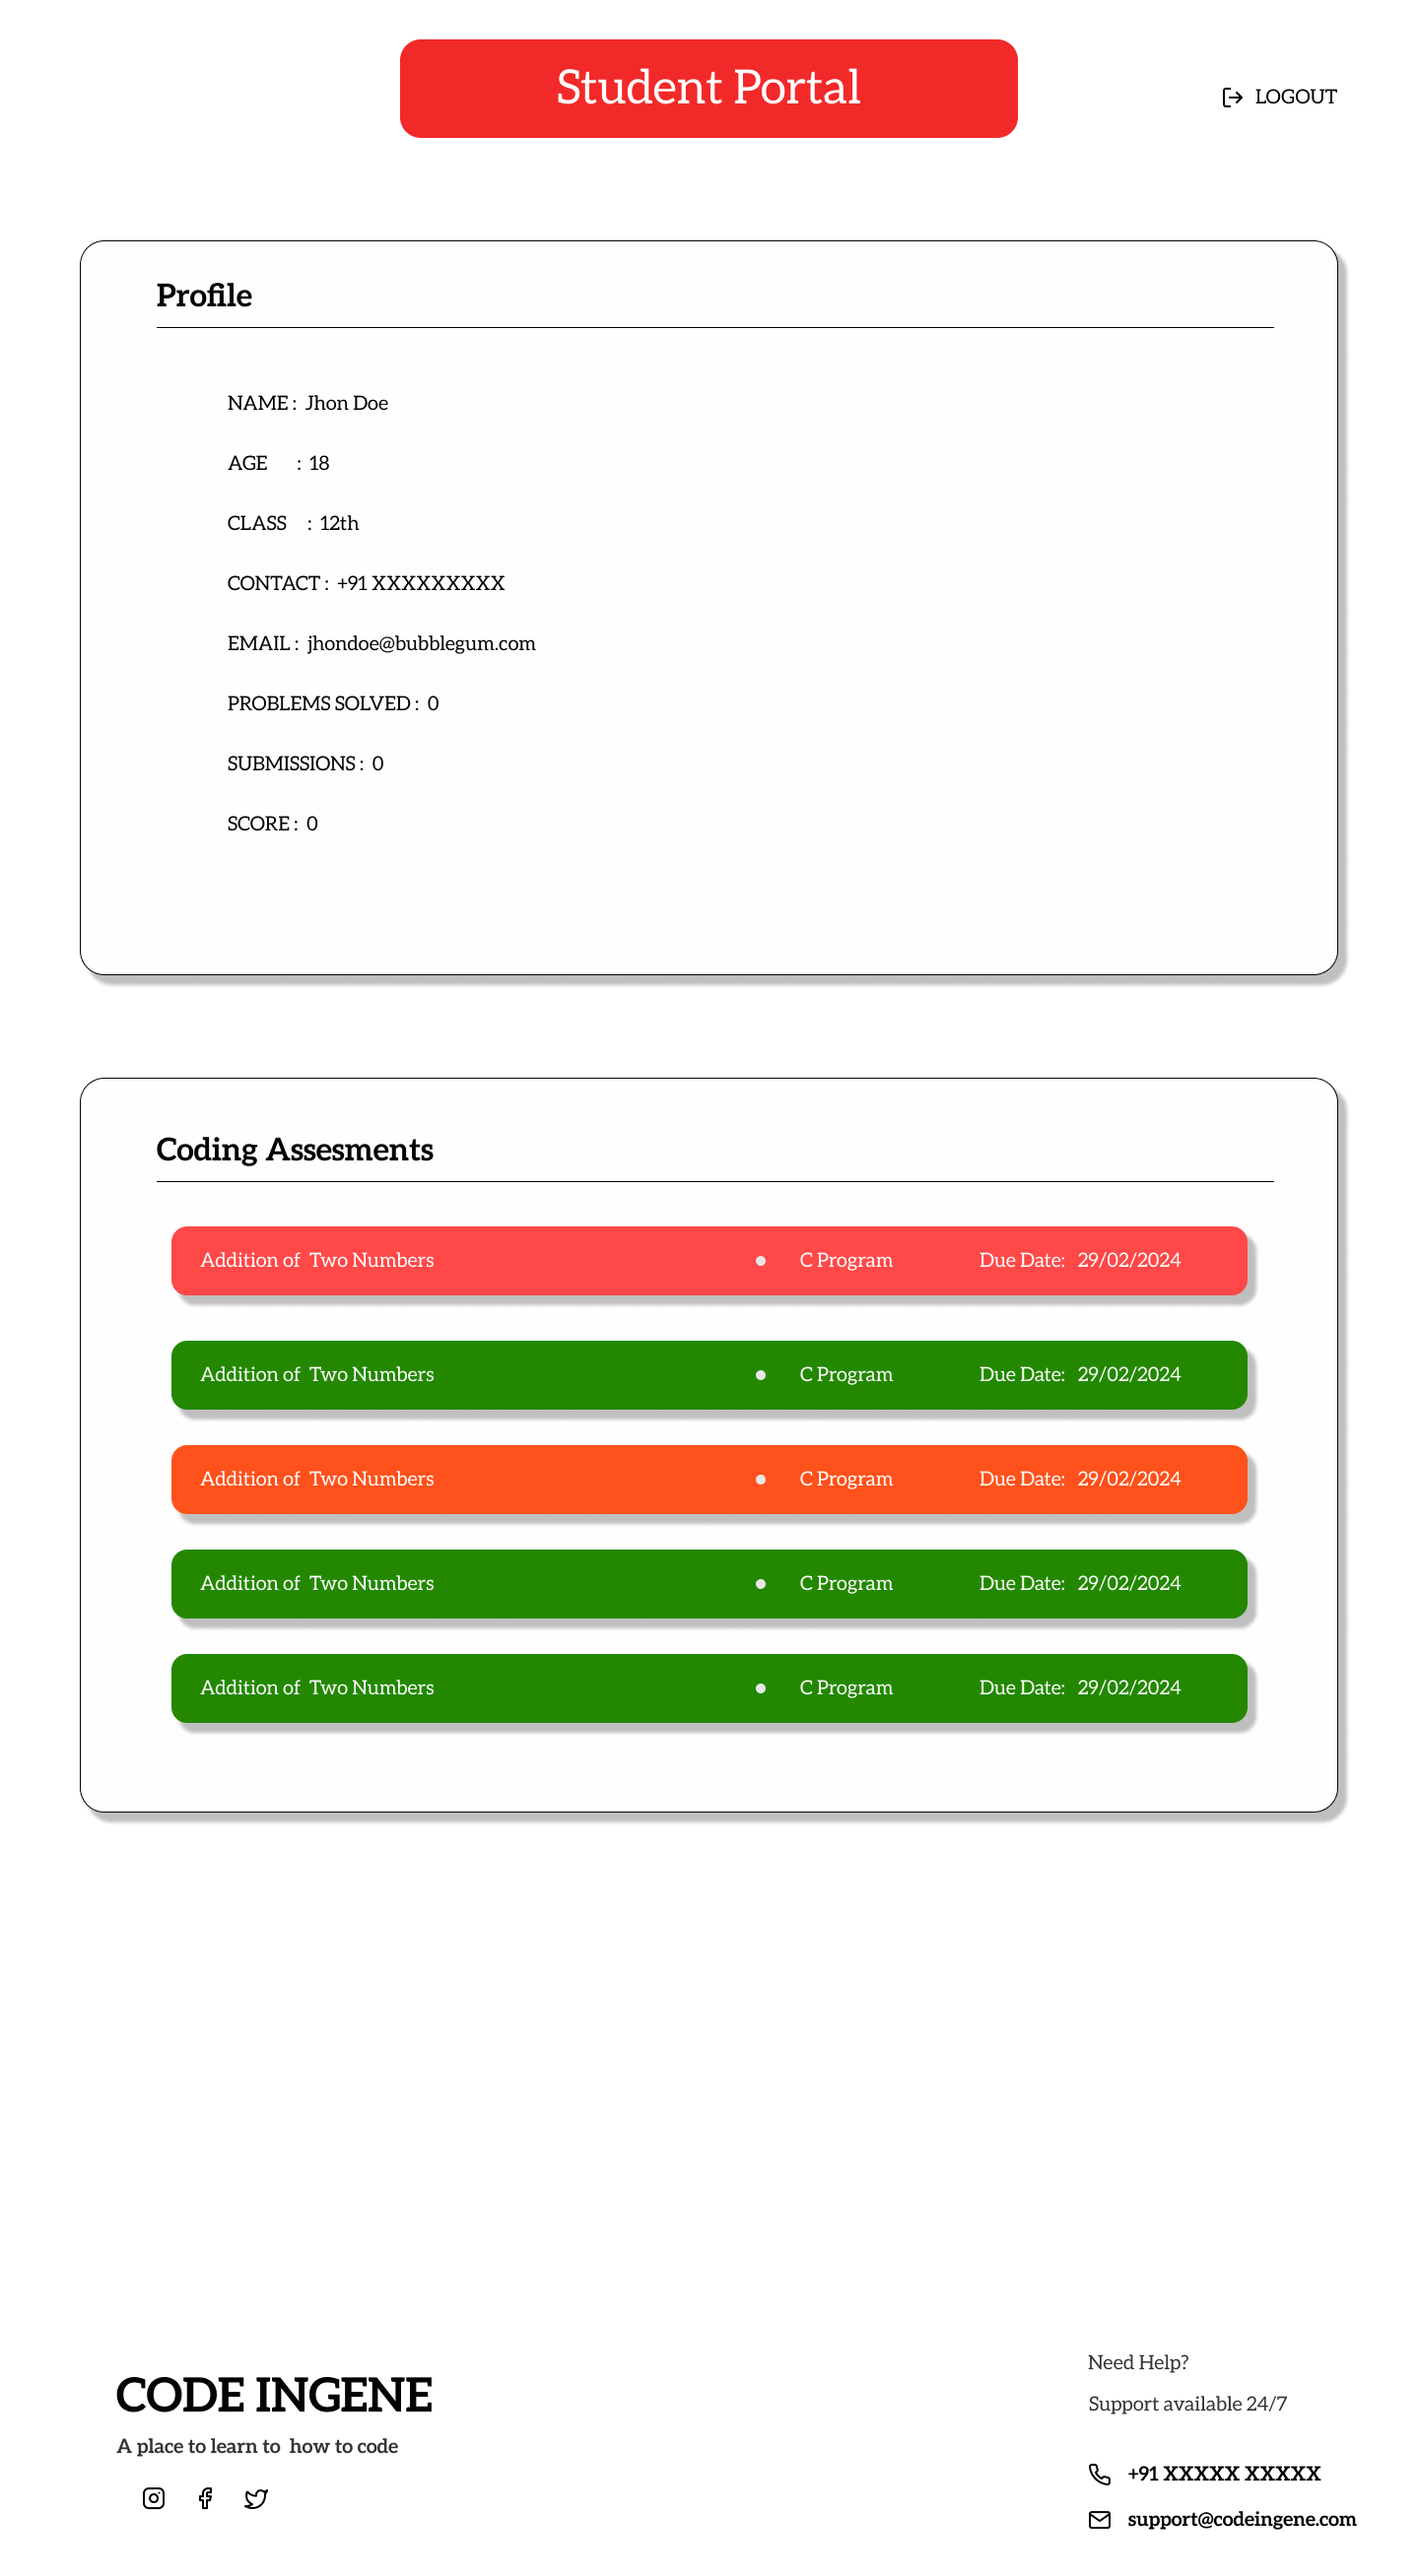 Student Portal
LOGOUT
Profile
NAME : Jhon Doe
AGE : 18
CLASS : 12th
CONTACT : +91 XXXXXXXXX
EMAIL : jhondoe@bubblegum.com
PROBLEMS SOLVED : 0
SUBMISSIONS : 0
SCORE : 0
Coding Assesments
Addition of Two Numbers C Program Due Date: 29/02/2024
Addition of Two Numbers C Program Due Date: 29/02/2024
Addition of Two Numbers C Program Due Date: 29/02/2024
Addition of Two Numbers C Program Due Date: 29/02/2024
Addition of Two Numbers C Program Due Date: 29/02/2024
CODE INGENE
A place to learn to how to code
Need Help?
Support available 24/7
+91 XXXXX XXXXX
support@codeingene.com